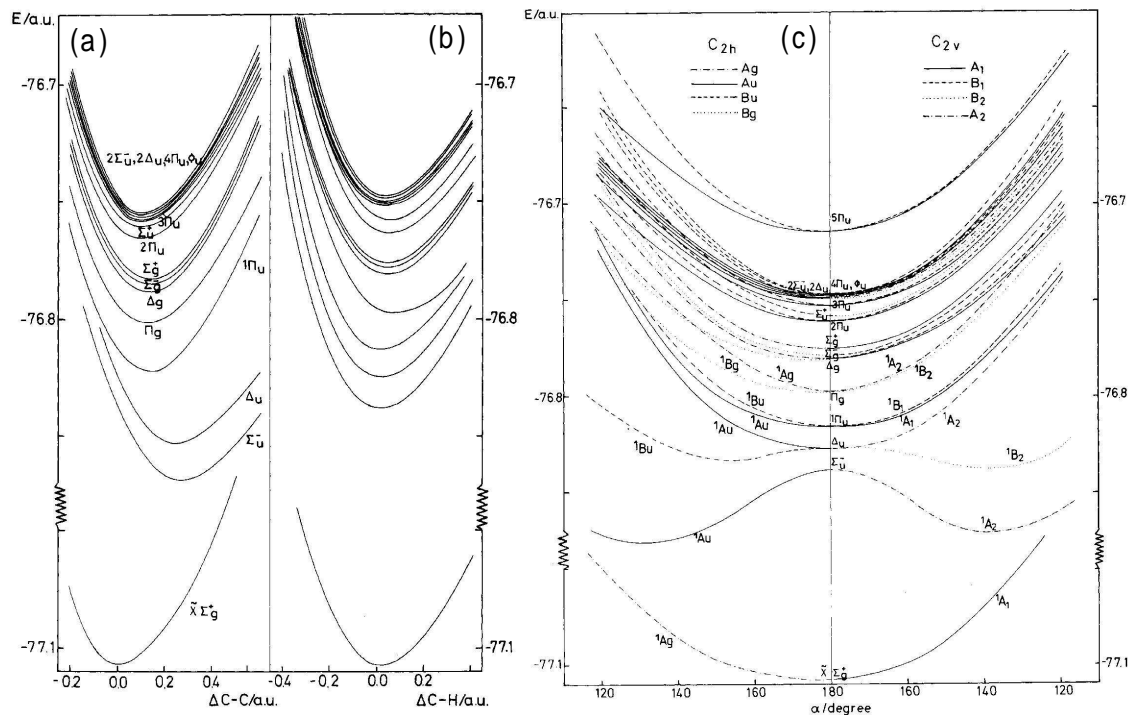 E/a.u.
(a)
(b)
-76.7
-76.7
2Σu-, 2Δu, 4Πu, Φu
3Πu
Σu+
2Πu
Σg+
Σg-
Δg
1Πu
Πg
-76.8
-76.8
Δu
Σu-
X̃ Σg+
-77.1
-77.1
-0.2 0.0 0.2 0.4
-0.4 -0.2 0.0 0.2 0.4
ΔC-C/a.u.
ΔC-H/a.u.
E/a.u.
(c)
C2h
Ag
Au
Bu
Bg
C2v
A1
B1
B2
A2
-76.7
-76.7
5Πu
2Σu-, 2Δu, 4Πu, Φu
3Πu
Σu+
2Πu
Σg+
Δg
1Bg
1Ag
1A2
1B2
Πg
-76.8
-76.8
1Bu
1Πu
1B1
1Au
1Au
1A1
1A2
Δu
1Bu
Σu-
1B2
1Au
1A2
1Ag
1A1
X̃ Σg+
-77.1
-77.1
120 140 160 180 160 140 120
α/degree